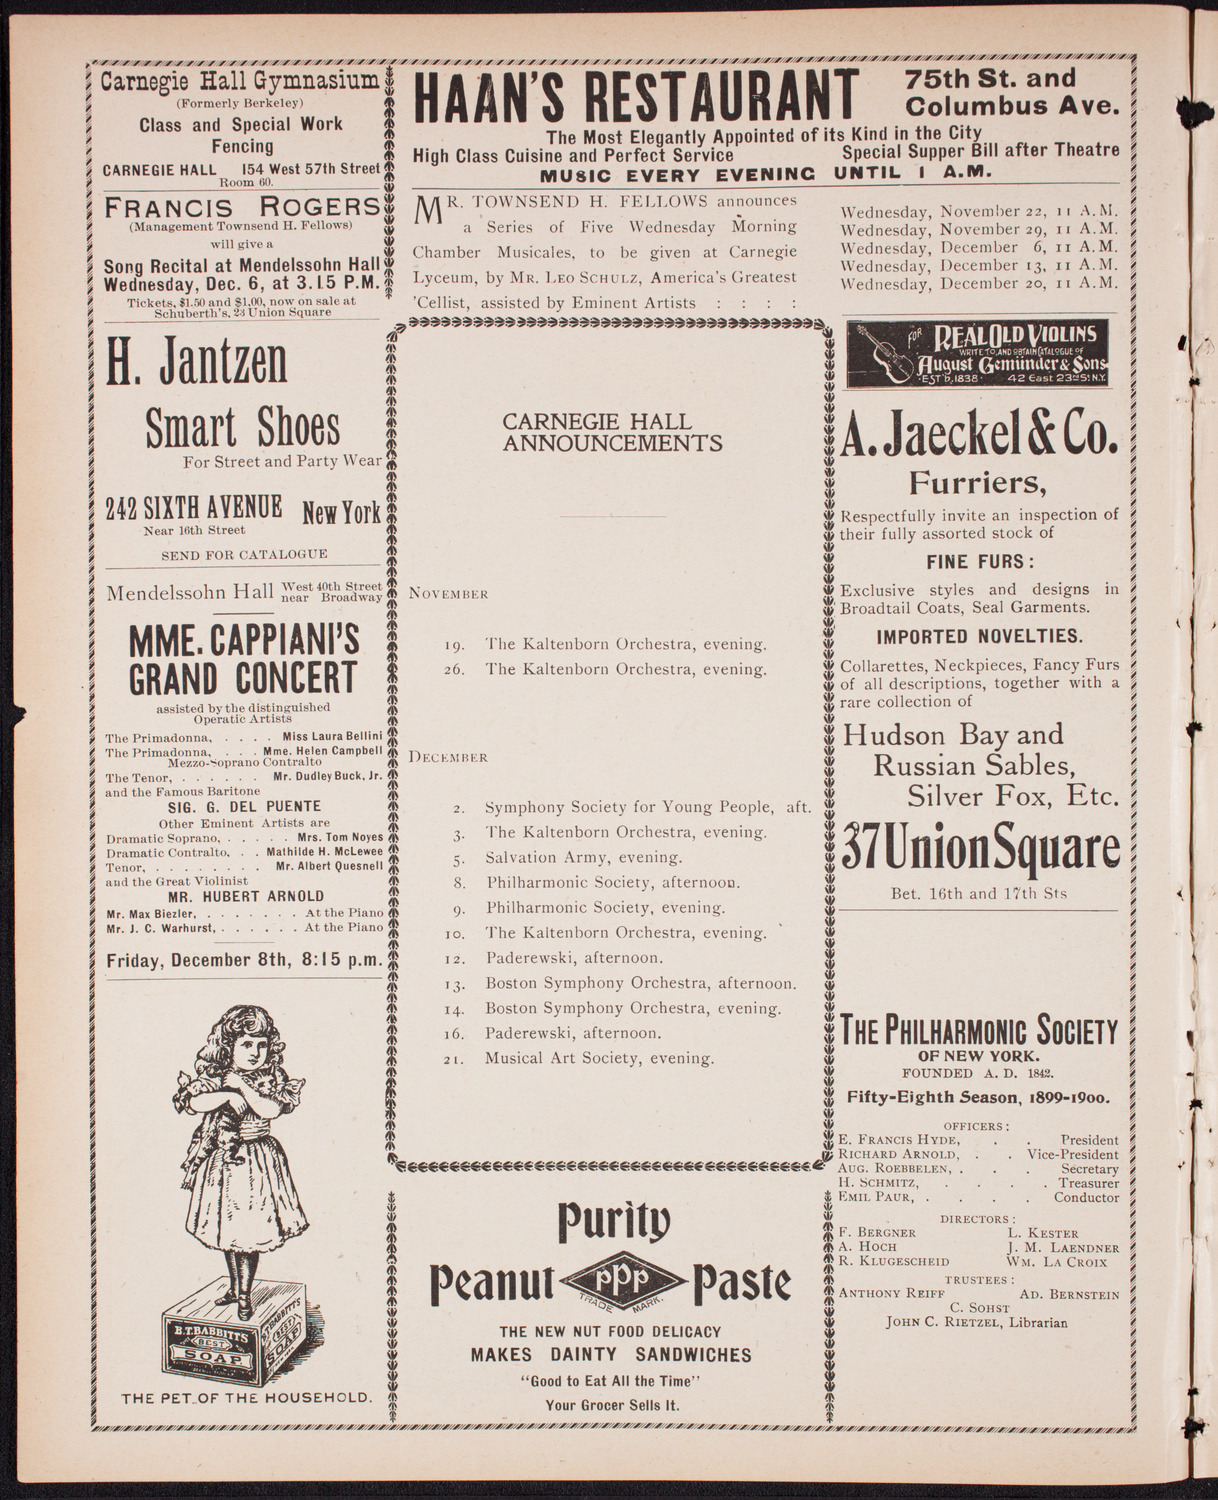 Carnegie Hall Gymnasium
(Formerly Berkeley)
Class and Special Work
Fencing
CARNEGIE HALL 154 West 57th Street
Room 60.
FRANCIS ROGERS
(Management Townsend H. Fellows)
will give a
Song Recital at Mendelssohn Hall
Wednesday, Dec. 6, at 3.15 P.M.
Tickets, $1.50 and $1.00, now on sale at
Schuberth's, 23 Union Square
HAAN'S RESTAURANT
75th St. and
Columbus Ave.
The Most Elegantly Appointed of its Kind in the City
High Class Cuisine and Perfect Service Special Supper Bill after Theatre
MUSIC EVERY EVENING UNTIL 1 A.M.
MR. TOWNSEND H. FELLOWS announces
a Series of Five Wednesday Morning
Chamber Musicales, to be given at Carnegie
Lyceum, by MR. LEO SCHULZ, America's Greatest
'Cellist, assisted by Eminent Artists : : : :
Wednesday, November 22, 11 A.M.
Wednesday, November 29, 11 A.M.
Wednesday, December 6, 11 A.M.
Wednesday, December 13, 11 A.M.
Wednesday, December 20, 11 A.M.
H. Jantzen
Smart Shoes
For Street and Party Wear
242 SIXTH AVENUE New York
Near 16th Street
SEND FOR CATALOGUE
Mendelssohn Hall West 40th Street
near Broadway
MME. CAPPIANI'S
GRAND CONCERT
assisted by the distinguished
Operatic Artists
The Primadonna, . . . . Miss Laura Bellini
The Primadonna, . . . Mme. Helen Campbell
Mezzo-Soprano Contralto
The Tenor, . . . . . . Mr. Dudley Buck, Jr.
and the Famous Baritone
SIG. G. DEL PUENTE
Other Eminent Artists are
Dramatic Soprano, . . . . . Mrs. Tom Noyes
Dramatic Contralto, . . Mathilde H. McLewee
Tenor, . . . . . . . . Mr. Albert Quesnell
and the Great Violinist
MR. HUBERT ARNOLD
Mr. Max Biezler, . . . . . . . At the Piano
Mr. J. C. Warhurst, . . . . . . At the Piano
Friday, December 8th, 8:15 p.m.
B.T. BABBITT'S
BEST
SOAP
B.T. BABBITT'S
BEST
SOAP
THE PET OF THE HOUSEHOLD.
CARNEGIE HALL
ANNOUNCEMENTS
NOVEMBER
19. The Kaltenborn Orchestra, evening.
26. The Kaltenborn Orchestra, evening.
DECEMBER
2. Symphony Society for Young People, aft.
3. The Kaltenborn Orchestra, evening.
5. Salvation Army, evening.
8. Philharmonic Society, afternoon.
9. Philharmonic Society, evening.
10. The Kaltenborn Orchestra, evening.
12. Paderewski, afternoon.
13. Boston Symphony Orchestra, afternoon.
14. Boston Symphony Orchestra, evening.
16. Paderewski, afternoon.
21. Musical Art Society, evening.
Purity
Peanut PPP Paste
TRADE MARK.
THE NEW NUT FOOD DELICACY
MAKES DAINTY SANDWICHES
"Good to Eat All the Time"
Your Grocer Sells It.
FOR REAL OLD VIOLINS
WRITE TO, AND OBTAIN CATALOGUE OF
August Gemünder & Sons
EST'D, 1838. 42 East 23rd St. N.Y.
A. Jaeckel & Co.
Furriers,
Respectfully invite an inspection of
their fully assorted stock of
FINE FURS:
Exclusive styles and designs in
Broadtail Coats, Seal Garments.
IMPORTED NOVELTIES.
Collarettes, Neckpieces, Fancy Furs
of all descriptions, together with a
rare collection of
Hudson Bay and
Russian Sables,
Silver Fox, Etc.
37 Union Square
Bet. 16th and 17th Sts
THE PHILHARMONIC SOCIETY
OF NEW YORK.
FOUNDED A. D. 1842.
Fifty-Eighth Season, 1899-1900.
OFFICERS:
E. FRANCIS HYDE, . . President
RICHARD ARNOLD, . . Vice-President
AUG. ROEBBELEN, . . . Secretary
H. SCHMITZ, . . . . Treasurer
EMIL PAUR, . . . . Conductor
DIRECTORS:
F. BERGNER L. KESTER
A. HOCH J. M. LAENDNER
R. KLUGESCHEID WM. LA CROIX
TRUSTEES:
ANTHONY REIFF AD. BERNSTEIN
C. SOHST
JOHN C. RIETZEL, Librarian